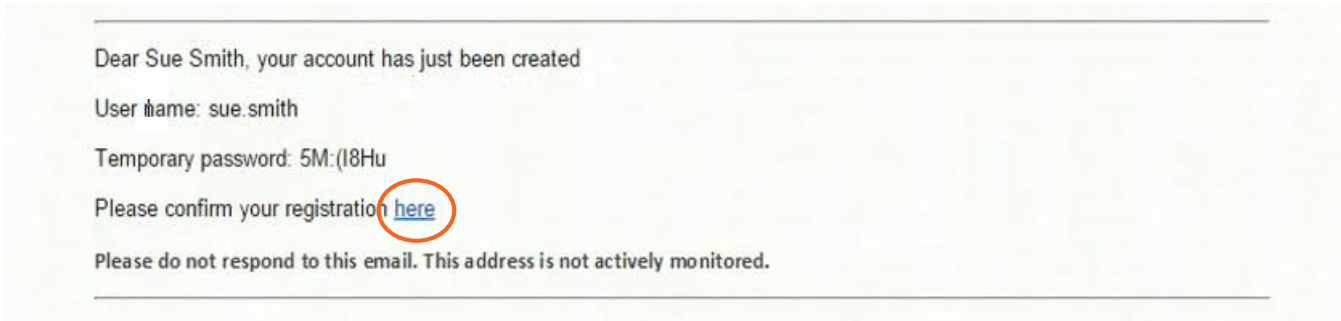 Dear Sue Smith, your account has just been created
User name: sue.smith
Temporary password: 5M:(I8Hu
Please confirm your registration here
Please do not respond to this email. This address is not actively monitored.